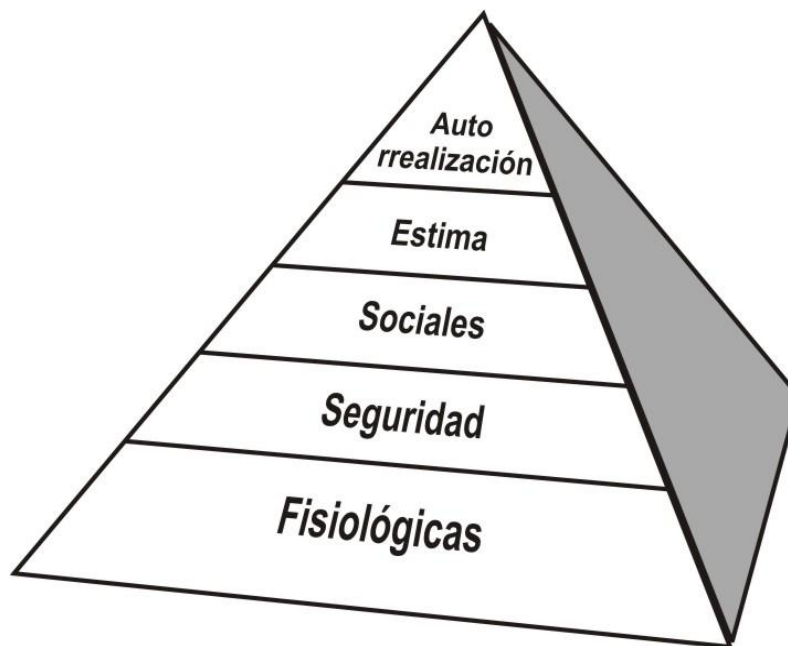 Auto
rrealización
Estima
Sociales
Seguridad
Fisiológicas